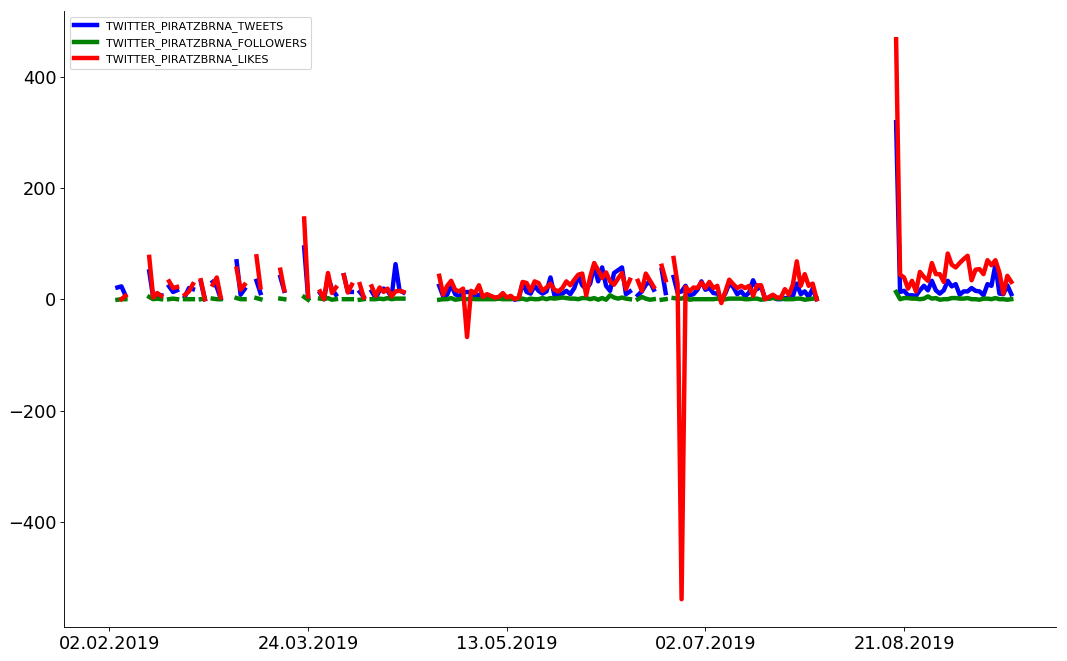 TWITTER_PIRATZBRNA_TWEETS
TWITTER_PIRATZBRNA_FOLLOWERS
TWITTER_PIRATZBRNA_LIKES
400
200
0
−200
−400
02.02.2019 24.03.2019 13.05.2019 02.07.2019 21.08.2019